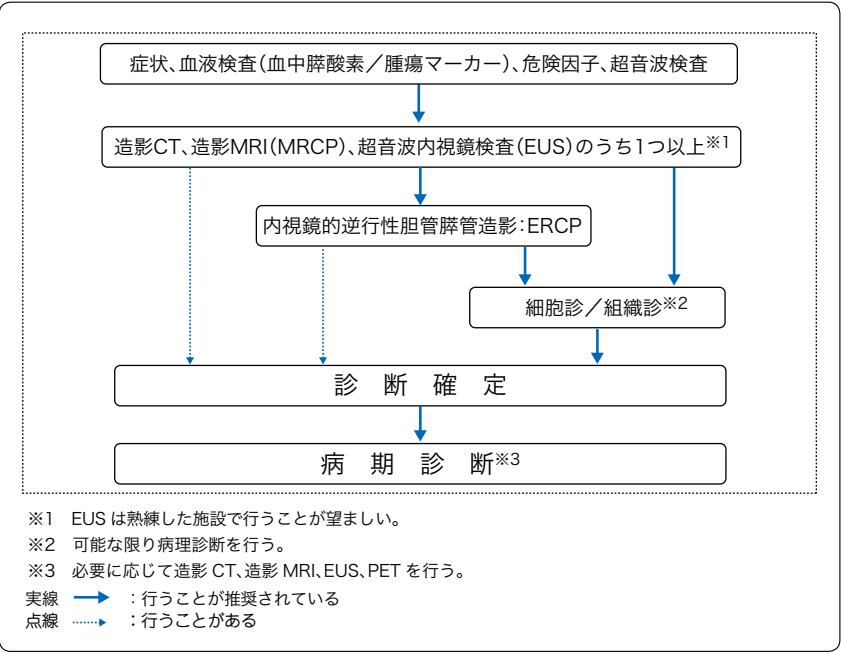 症状、血液検査(血中膵酸素／腫瘍マーカー)、危険因子、超音波検査
造影CT、造影MRI(MRCP)、超音波内視鏡検査(EUS)のうち1つ以上※1
内視鏡的逆行性胆管膵管造影：ERCP
細胞診／組織診※2
診　断　確　定
病　期　診　断※3
※1　EUS は熟練した施設で行うことが望ましい。
※2　可能な限り病理診断を行う。
※3　必要に応じて造影 CT、造影 MRI、EUS、PET を行う。
実線　：行うことが推奨されている
点線　：行うことがある